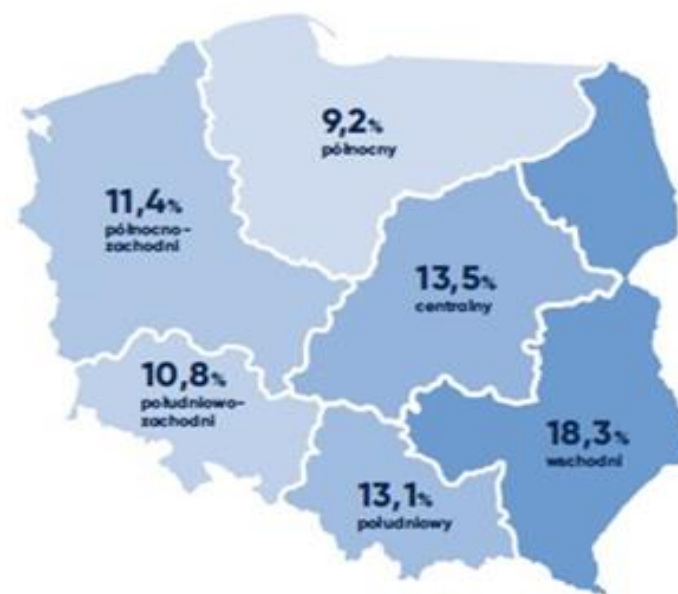 9,2%
północny
11,4%
północno-
zachodni
13,5%
centralny
10,8%
południowo-
zachodni
18,3%
wschodni
13,1%
południowy